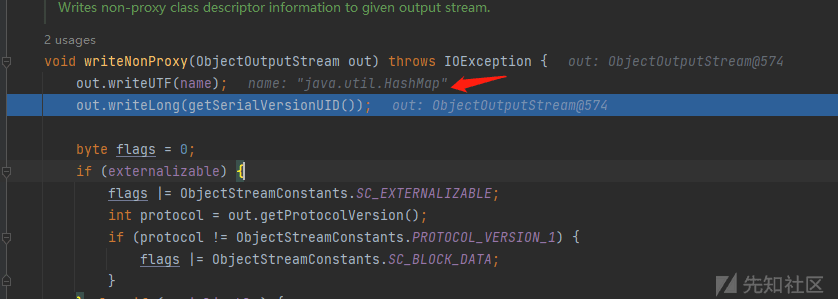 Writes non-proxy class descriptor information to given output stream.
2 usages
void writeNonProxy(ObjectOutputStream out) throws IOException {   out: ObjectOutputStream@574
    out.writeUTF(name);   name: "java.util.HashMap"
    out.writeLong(getSerialVersionUID());   out: ObjectOutputStream@574
    byte flags = 0;
    if (externalizable) {
        flags |= ObjectStreamConstants.SC_EXTERNALIZABLE;
        int protocol = out.getProtocolVersion();
        if (protocol != ObjectStreamConstants.PROTOCOL_VERSION_1) {
            flags |= ObjectStreamConstants.SC_BLOCK_DATA;
        }
先知社区